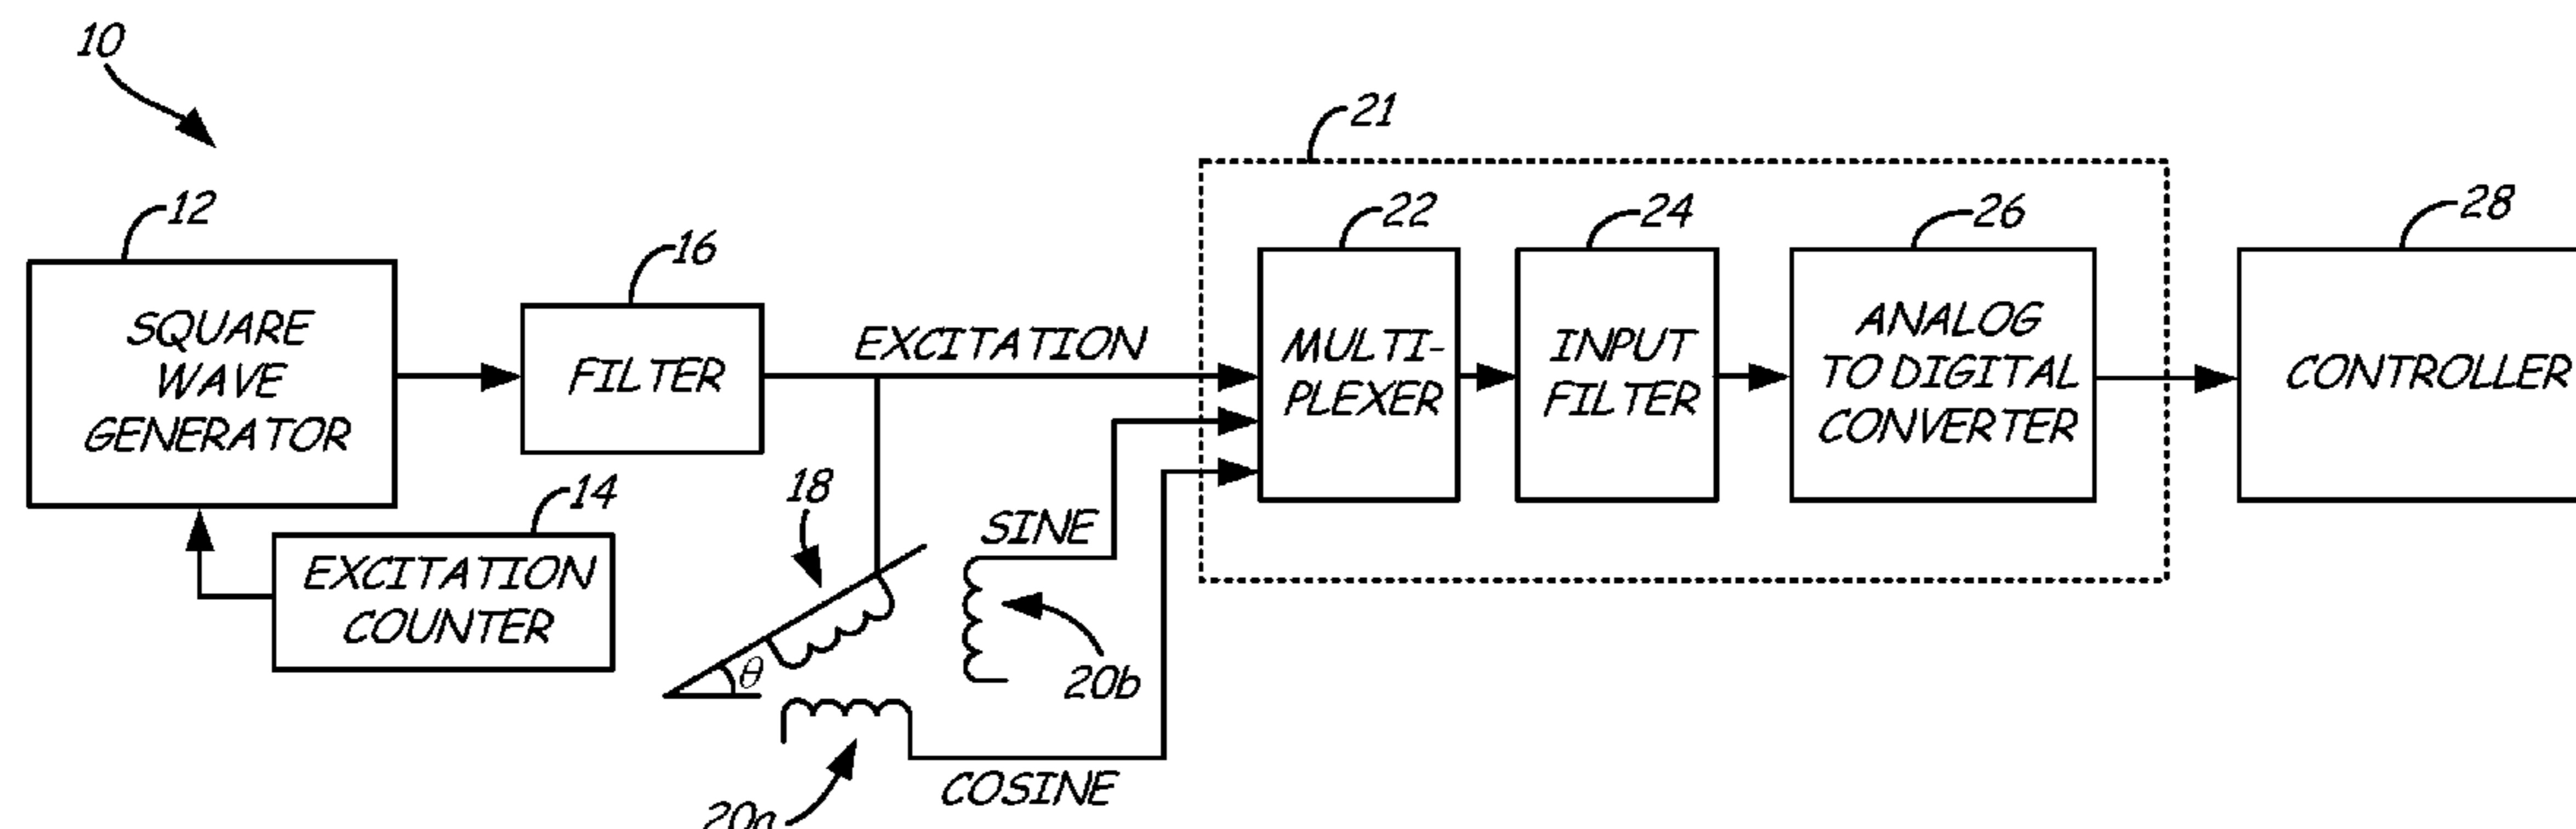 10
21
12
SQUARE
WAVE
GENERATOR
14
EXCITATION
COUNTER
16
FILTER
EXCITATION
18
θ
SINE
20b
COSINE
20a
22
MULTI-
PLEXER
24
INPUT
FILTER
26
ANALOG
TO DIGITAL
CONVERTER
28
CONTROLLER